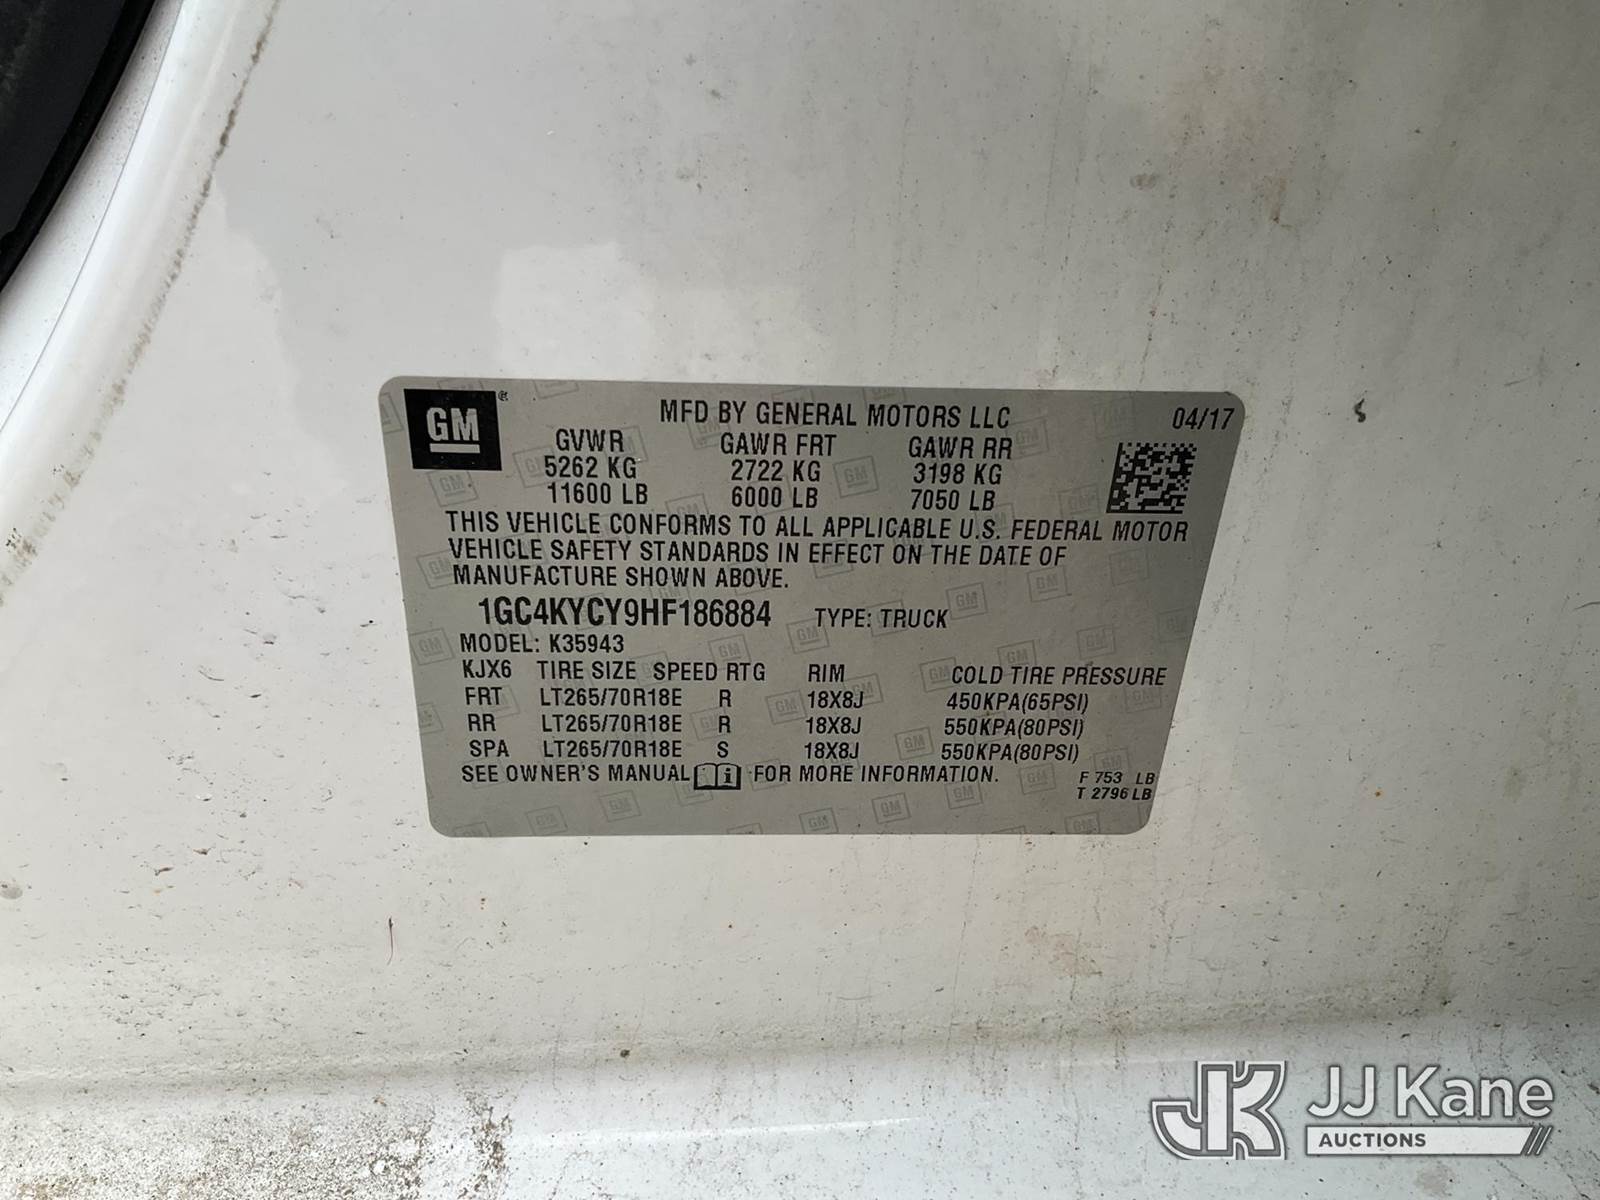 GM ® MFD BY GENERAL MOTORS LLC 04/17
GVWR GAWR FRT GAWR RR
5262 KG 2722 KG 3198 KG
11600 LB 6000 LB 7050 LB
THIS VEHICLE CONFORMS TO ALL APPLICABLE U.S. FEDERAL MOTOR
VEHICLE SAFETY STANDARDS IN EFFECT ON THE DATE OF
MANUFACTURE SHOWN ABOVE.
1GC4KYCY9HF186884 TYPE: TRUCK
MODEL: K35943
KJX6 TIRE SIZE SPEED RTG RIM COLD TIRE PRESSURE
FRT LT265/70R18E R 18X8J 450KPA(65PSI)
RR LT265/70R18E R 18X8J 550KPA(80PSI)
SPA LT265/70R18E S 18X8J 550KPA(80PSI)
SEE OWNER'S MANUAL i FOR MORE INFORMATION. F 753 LB
T 2796 LB
JK JJ Kane
AUCTIONS